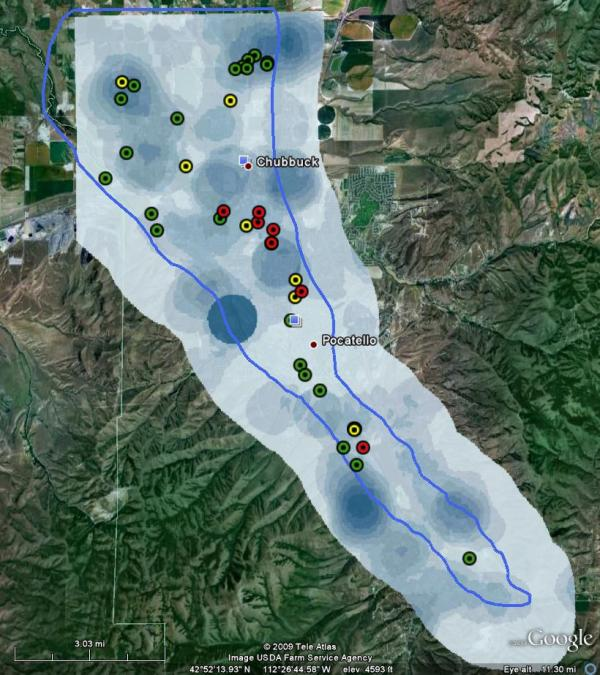 Chubbuck
Pocatello
3.03 mi
© 2009 Tele Atlas
Image USDA Farm Service Agency
42°52'13.93" N 112°26'44.58" W elev 4593 ft
Google
Eye alt 11.30 mi